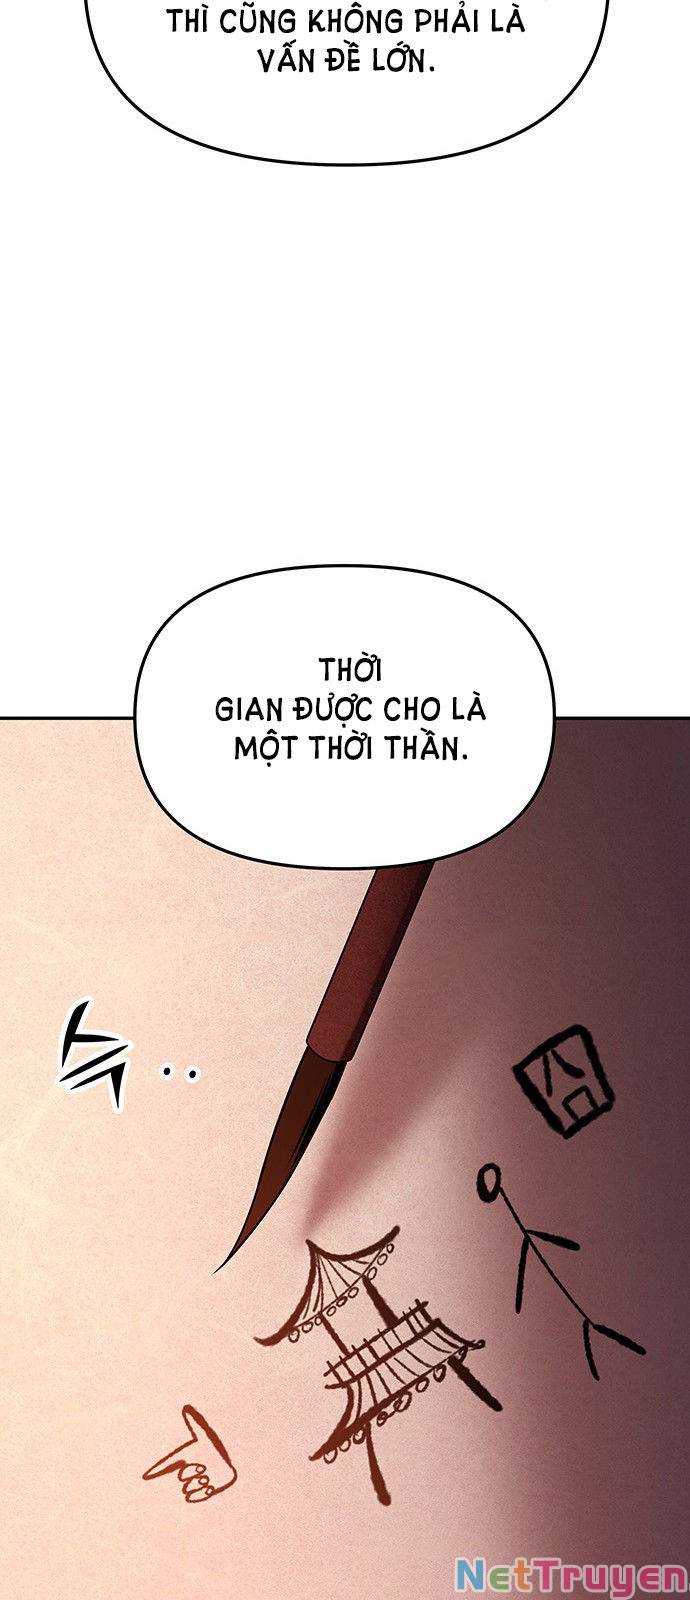 THÌ CŨNG KHÔNG PHẢI LÀ
VẤN ĐỀ LỚN.
THỜI
GIAN ĐƯỢC CHO LÀ
MỘT THỜI THẦN.
NetTruyen